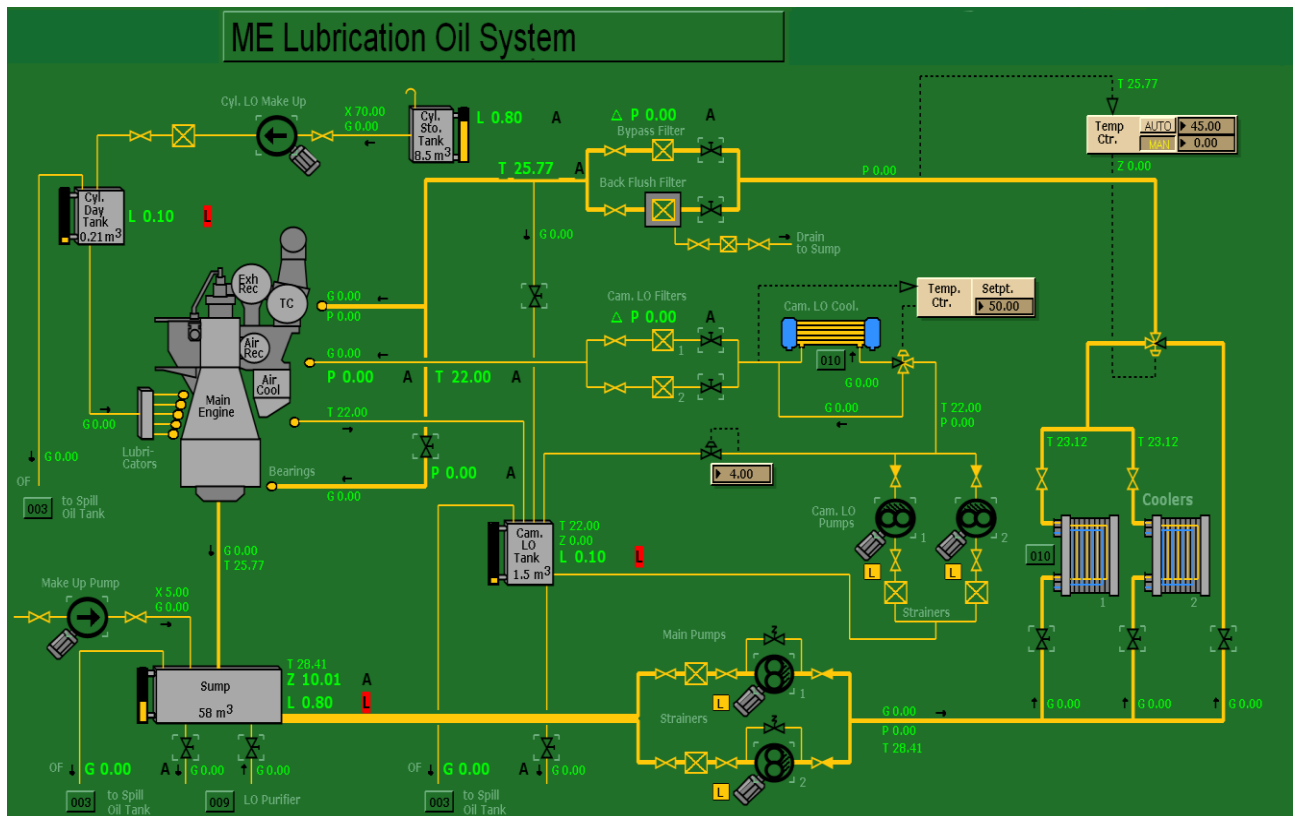 ME Lubrication Oil System
Cyl. LO Make Up
X 70.00
G 0.00
Cyl.
Sto.
Tank
8.5 m3
L 0.80 A
△ P 0.00 A
Bypass Filter
T 25.77
Temp
Ctr.
AUTO
45.00
MAN
0.00
T 25.77 A
Back Flush Filter
P 0.00
Z 0.00
Cyl.
Day
Tank
0.21 m3
L 0.10 L
G 0.00
Drain
to Sump
Exh
Rec
TC
G 0.00
P 0.00
Cam. LO Filters
△ P 0.00 A
Cam. LO Cool.
Temp.
Ctr.
Setpt.
50.00
Air
Rec
G 0.00
P 0.00 A
T 22.00 A
1
2
010
G 0.00
G 0.00
Air
Cool
Main
Engine
G 0.00
T 22.00
T 22.00
P 0.00
Lubri-
Cators
T 23.12
T 23.12
G 0.00
OF
003
to Spill
Oil Tank
Bearings
G 0.00
P 0.00 A
4.00
G 0.00
OF
003
to Spill
Oil Tank
Cam. LO
Pumps
1
2
L
L
Strainers
Coolers
010
1
2
Cam.
LO
Tank
1.5 m3
T 22.00
Z 0.00
L 0.10 L
G 0.00
T 25.77
Make Up Pump
X 5.00
G 0.00
Main Pumps
1
L
Strainers
2
L
Sump
58 m3
T 28.41
Z 10.01 A
L 0.80 L
G 0.00
P 0.00
T 28.41
G 0.00
G 0.00
G 0.00
OF
G 0.00 A
G 0.00
G 0.00
003
to Spill
Oil Tank
009
LO Purifier
G 0.00 A
G 0.00